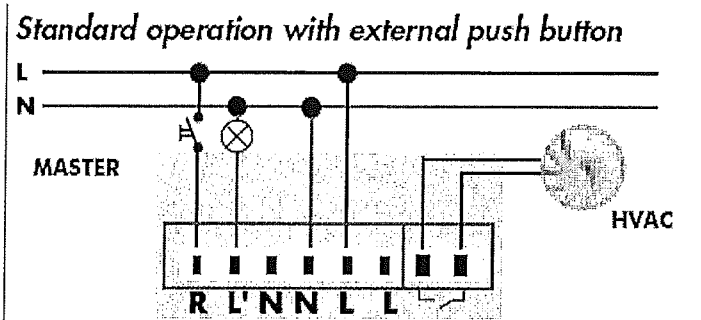 Standard operation with external push button
L
N
MASTER
HVAC
R L' N N L L